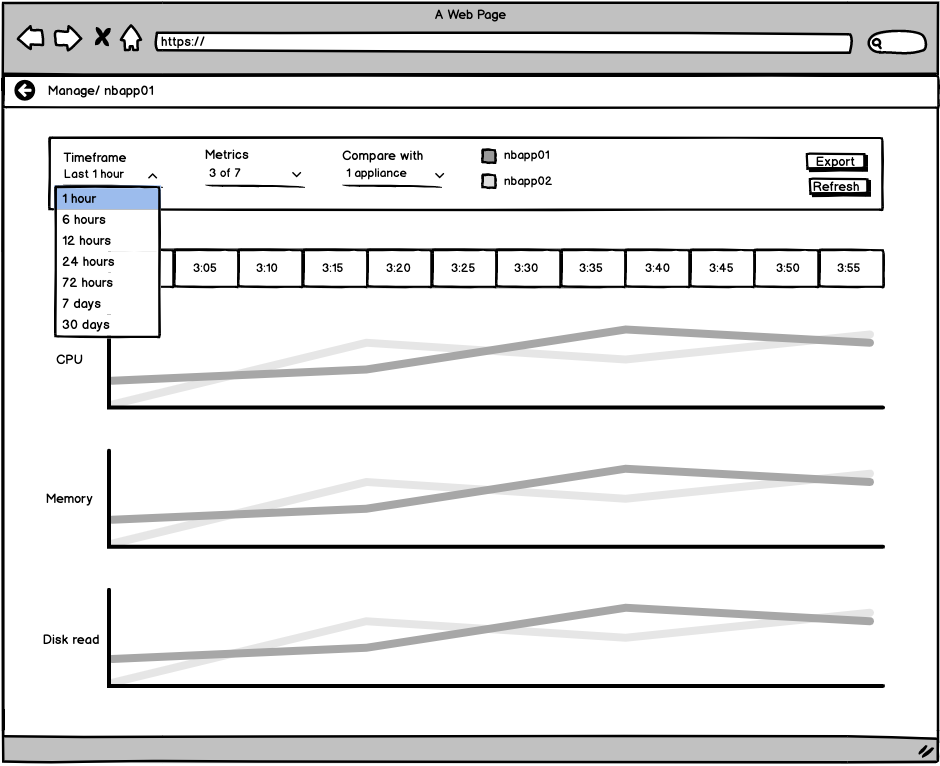 A Web Page
https://
Manage/ nbapp01
Timeframe
Last 1 hour
Metrics
3 of 7
Compare with
1 appliance
nbapp01
nbapp02
Export
Refresh
1 hour
6 hours
12 hours
24 hours
72 hours
7 days
30 days
3:05 3:10 3:15 3:20 3:25 3:30 3:35 3:40 3:45 3:50 3:55
CPU
Memory
Disk read